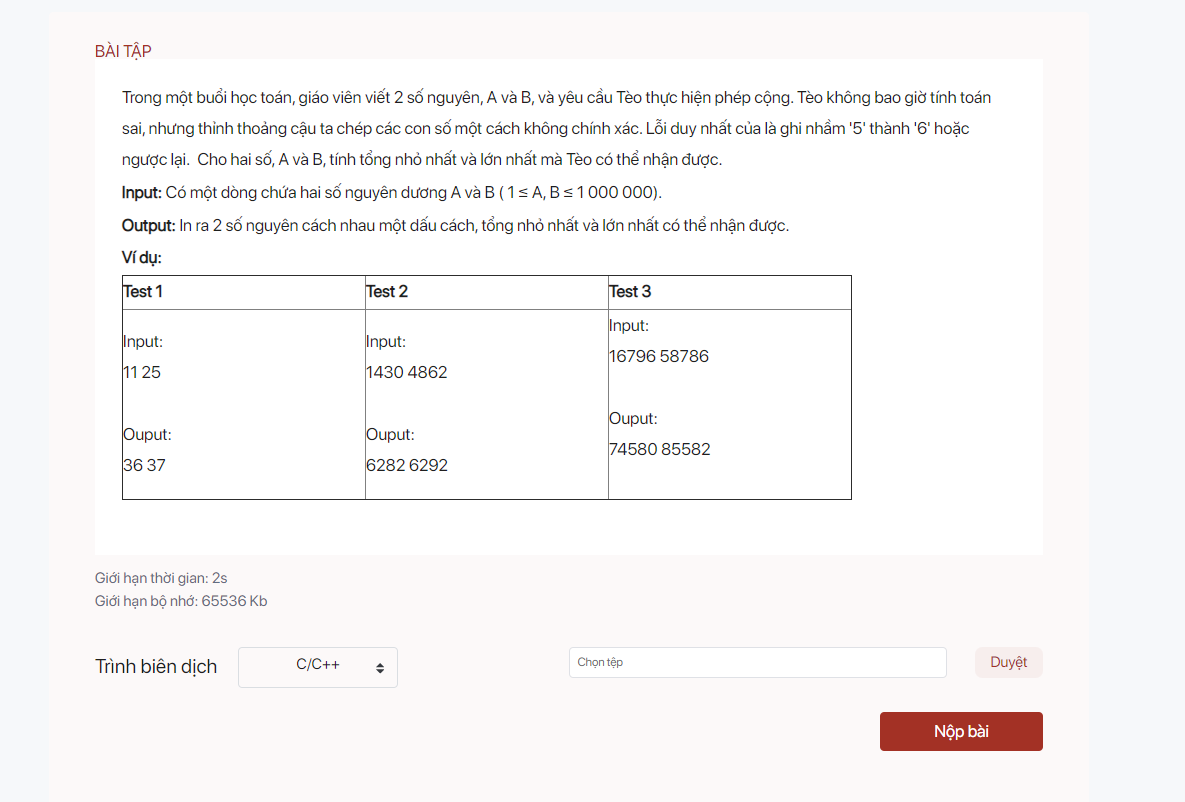 BÀI TẬP
Trong một buổi học toán, giáo viên viết 2 số nguyên, A và B, và yêu cầu Tèo thực hiện phép cộng. Tèo không bao giờ tính toán
sai, nhưng thỉnh thoảng cậu ta chép các con số một cách không chính xác. Lỗi duy nhất của là ghi nhầm '5' thành '6' hoặc
ngược lại.  Cho hai số, A và B, tính tổng nhỏ nhất và lớn nhất mà Tèo có thể nhận được.
Input: Có một dòng chứa hai số nguyên dương A và B ( 1 ≤ A, B ≤ 1 000 000).
Output: In ra 2 số nguyên cách nhau một dấu cách, tổng nhỏ nhất và lớn nhất có thể nhận được.
Ví dụ:
Test 1 Test 2 Test 3
Input:
11 25
Ouput:
36 37
Input:
1430 4862
Ouput:
6282 6292
Input:
16796 58786
Ouput:
74580 85582
Giới hạn thời gian: 2s
Giới hạn bộ nhớ: 65536 Kb
Trình biên dịch C/C++ Chọn tệp Duyệt
Nộp bài